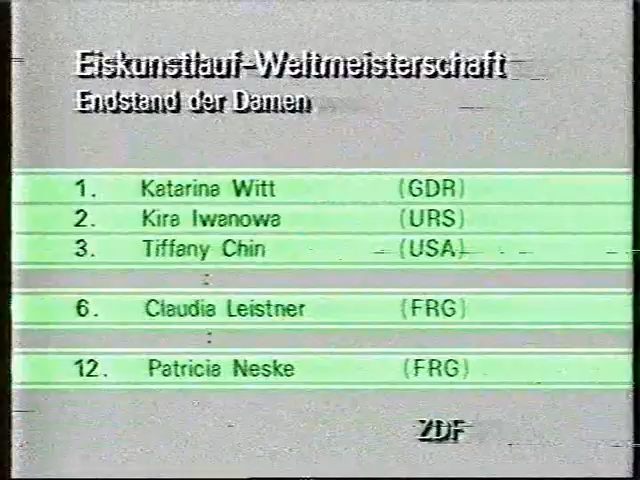 Eiskunstlauf-Weltmeisterschaft
Endstand der Damen
1. Katarina Witt (GDR)
2. Kira Iwanowa (URS)
3. Tiffany Chin (USA)
:
6. Claudia Leistner (FRG)
:
12. Patricia Neske (FRG)
ZDF